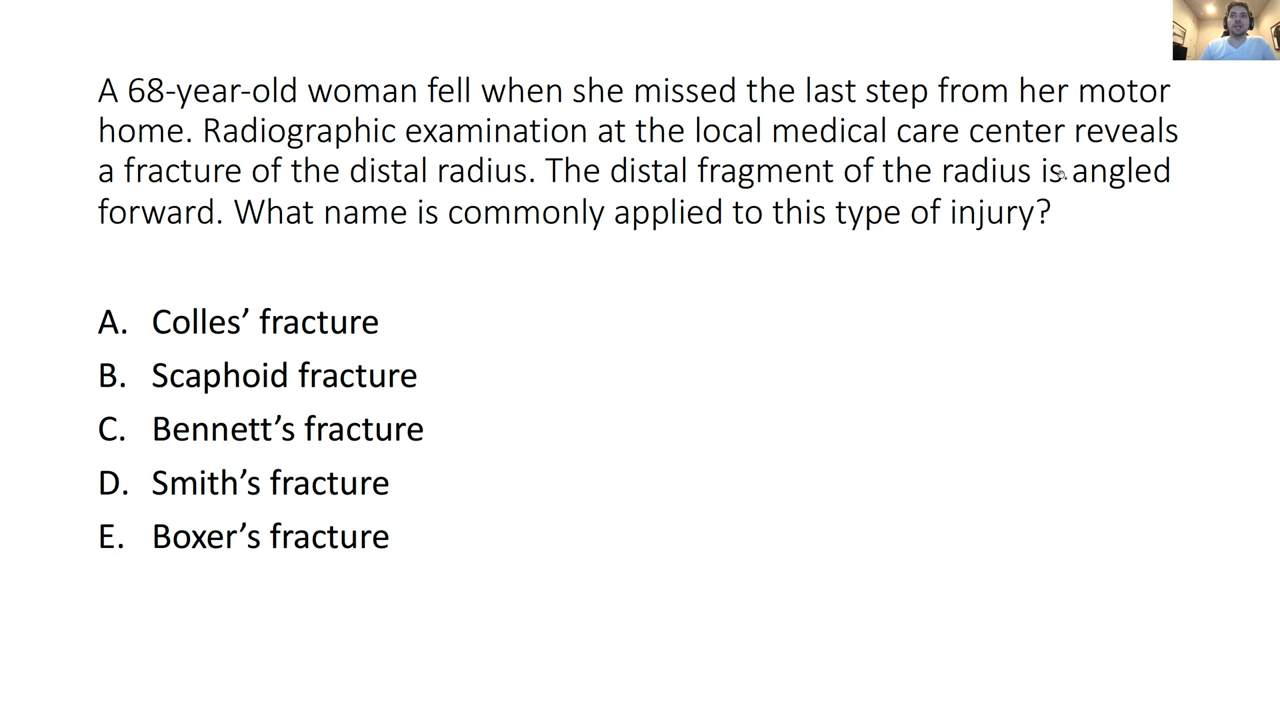 A 68-year-old woman fell when she missed the last step from her motor
home. Radiographic examination at the local medical care center reveals
a fracture of the distal radius. The distal fragment of the radius is angled
forward. What name is commonly applied to this type of injury?
A. Colles’ fracture
B. Scaphoid fracture
C. Bennett’s fracture
D. Smith’s fracture
E. Boxer’s fracture